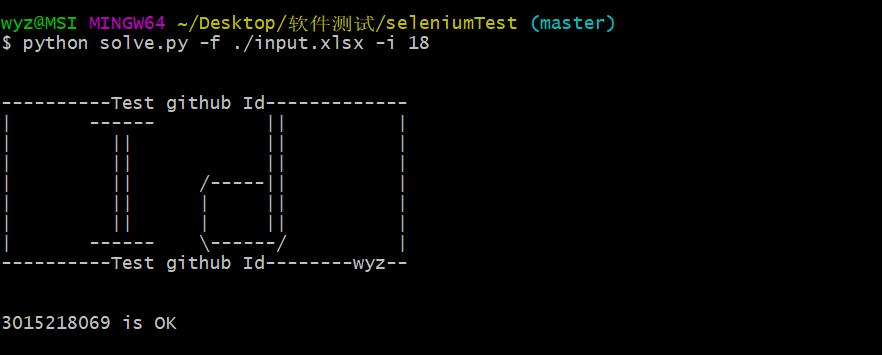 wyz@MSI MINGW64 ~/Desktop/软件测试/seleniumTest (master)
$ python solve.py -f ./input.xlsx -i 18
----------Test github Id-------------
|       ------          ||          |
|         ||            ||          |
|         ||            ||          |
|         ||      /-----||          |
|         ||      |     ||          |
|         ||      |     ||          |
|       ------    \------/          |
----------Test github Id--------wyz--
3015218069 is OK